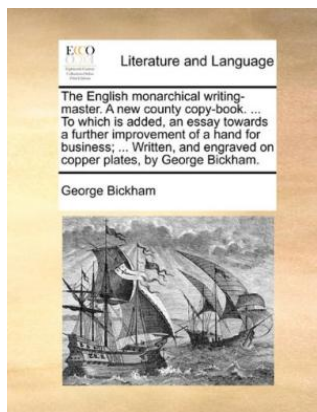 ECCO
Literature and Language
The English monarchical writing-
master. A new county copy-book. ...
To which is added, an essay towards
a further improvement of a hand for
business; ... Written, and engraved on
copper plates, by George Bickham.
George Bickham